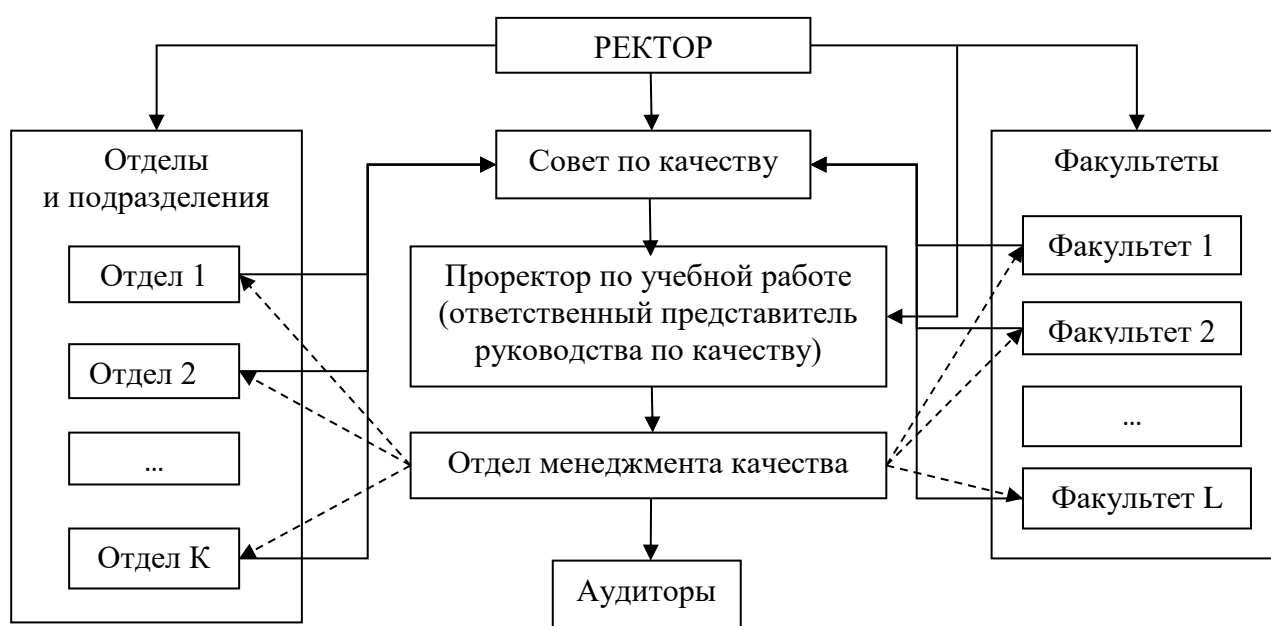 РЕКТОР
Отделы
и подразделения
Отдел 1
Отдел 2
...
Отдел К
Совет по качеству
Проректор по учебной работе
(ответственный представитель
руководства по качеству)
Отдел менеджмента качества
Аудиторы
Факультеты
Факультет 1
Факультет 2
...
Факультет L